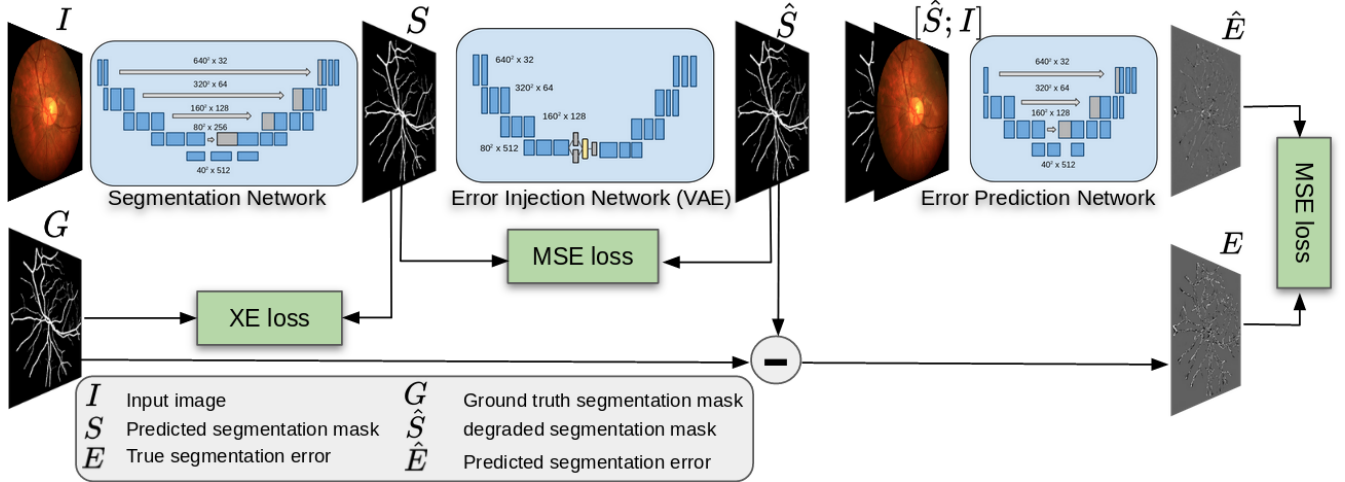 I
S
Ŝ
[Ŝ; I]
Ê
640² x 32
320² x 64
160² x 128
80² x 256
40² x 512
Segmentation Network
640² x 32
320² x 64
160² x 128
80² x 512
Error Injection Network (VAE)
640² x 32
320² x 64
160² x 128
40² x 512
Error Prediction Network
MSE loss
G
MSE loss
E
XE loss
I Input image
G Ground truth segmentation mask
S Predicted segmentation mask
Ŝ degraded segmentation mask
E True segmentation error
Ê Predicted segmentation error